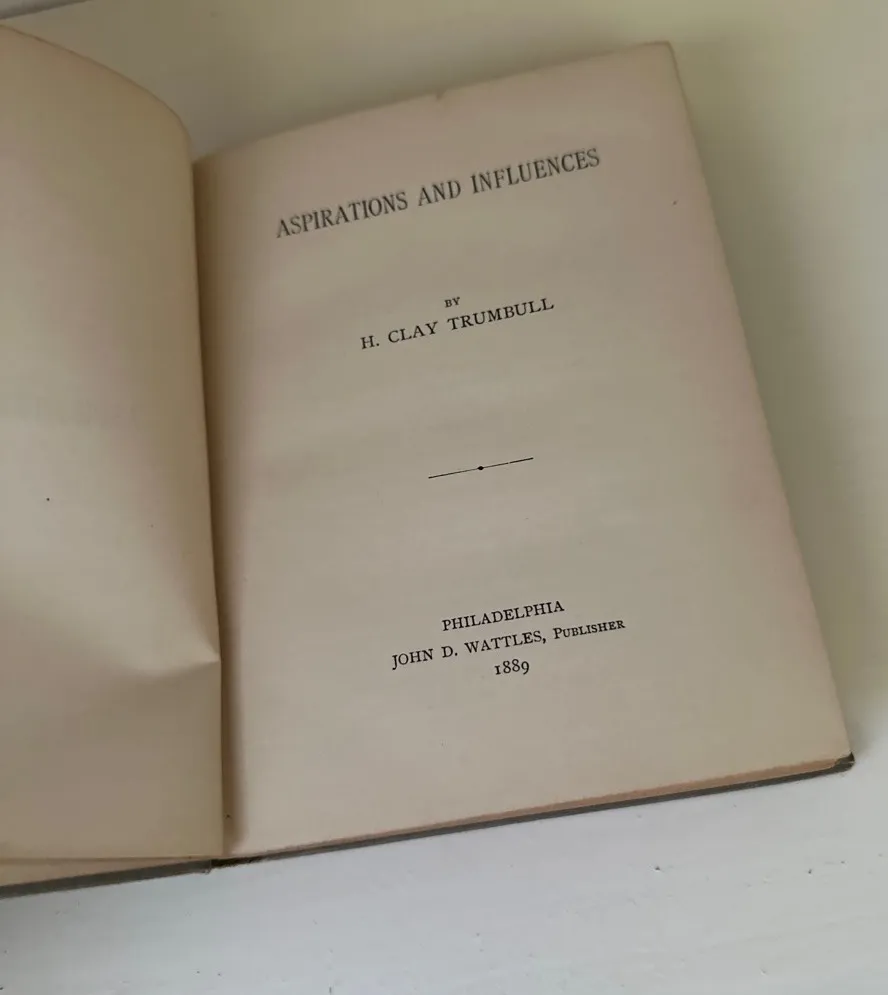 ASPIRATIONS AND INFLUENCES
BY
H. CLAY TRUMBULL
PHILADELPHIA
JOHN D. WATTLES, PUBLISHER
1889